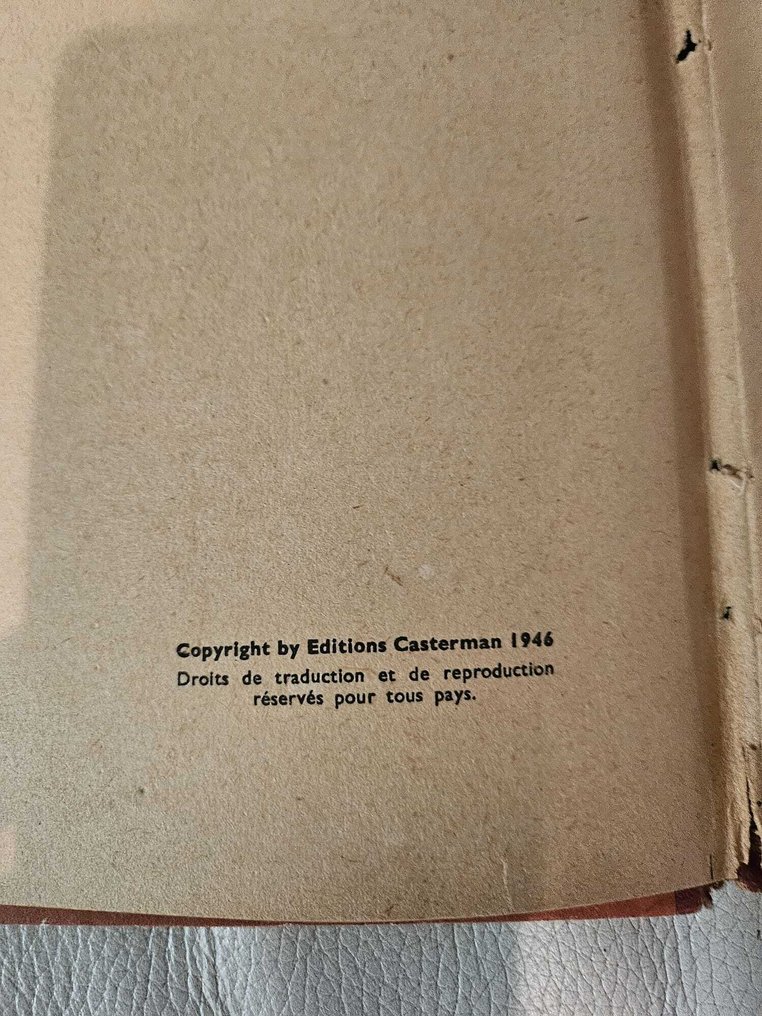 Copyright by Editions Casterman 1946
Droits de traduction et de reproduction
réservés pour tous pays.